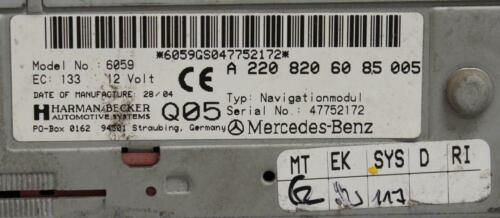 *6059GS047752172*
Model No.: 6059
EC: 133 12 Volt
CE
A 220 820 60 85 005
DATE OF MANUFACTURE: 28/04
HARMAN/BECKER
AUTOMOTIVE SYSTEMS
Q05
Typ: Navigationmodul
Serial No.: 47752172
PO-Box 0162 94301 Straubing, Germany
Mercedes-Benz
MT EK SYS D RI
117